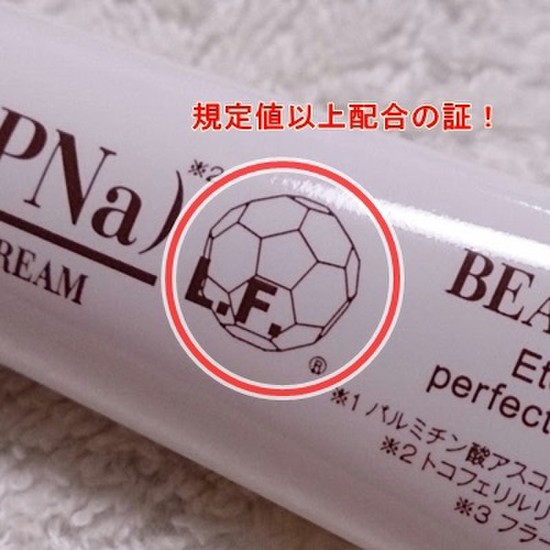 規定値以上配合の証！
PNa)※2
REAM
L.F.
®
BEA
Et
perfect
※1 パルミチン酸アスコ
※2 トコフェリルリ
※3 フラー